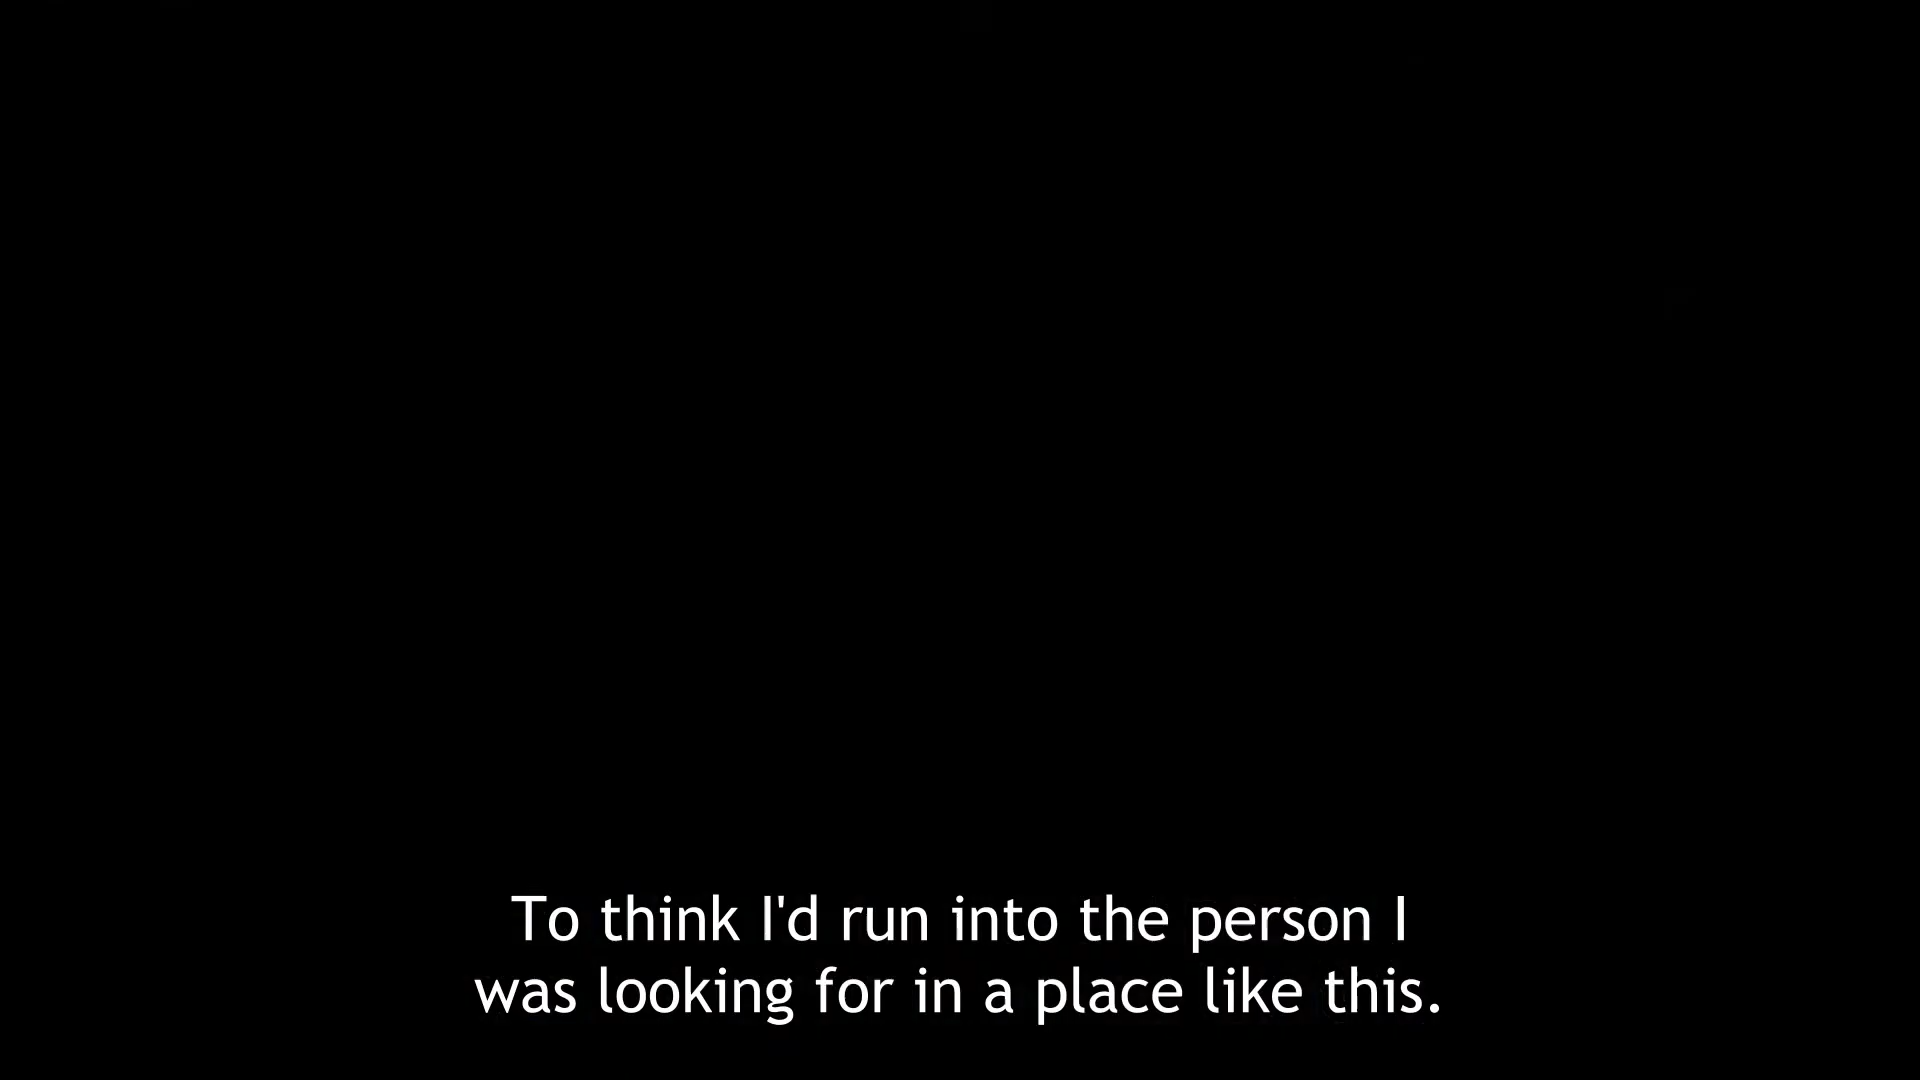 To think I'd run into the person I
was looking for in a place like this.